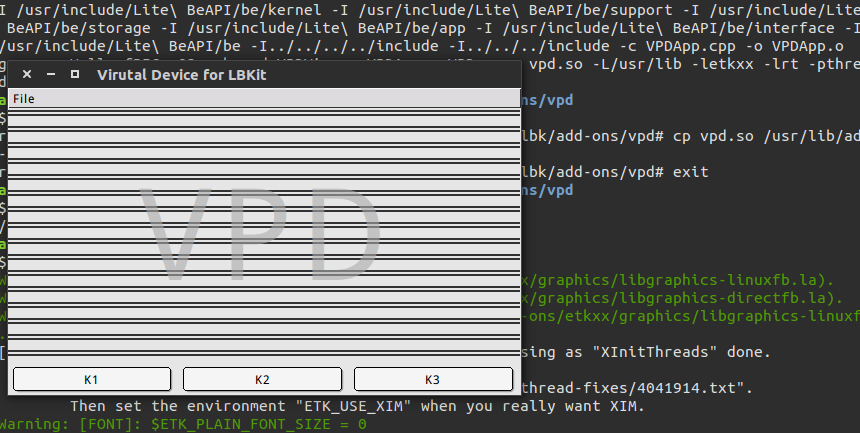 I /usr/include/Lite\ BeAPI/be/kernel -I /usr/include/Lite\ BeAPI/be/support -I /usr/include/Lite
BeAPI/be/storage -I /usr/include/Lite\ BeAPI/be/app -I /usr/include/Lite\ BeAPI/be/interface -I
/usr/include/Lite\ BeAPI/be -I../../../../include -I../../../include -c VPDApp.cpp -o VPDApp.o
vpd.so -L/usr/lib -letkxx -lrt -pthre
Virutal Device for LBKit
File
ns/vpd
$
lbk/add-ons/vpd# cp vpd.so /usr/lib/ad
lbk/add-ons/vpd# exit
ns/vpd
$
VPD
$
x/graphics/libgraphics-linuxfb.la).
x/graphics/libgraphics-directfb.la).
-ons/etkxx/graphics/libgraphics-linuxf
[
sing as "XInitThreads" done.
K1 K2 K3
thread-fixes/4041914.txt".
Then set the environment "ETK_USE_XIM" when you really want XIM.
Warning: [FONT]: $ETK_PLAIN_FONT_SIZE = 0